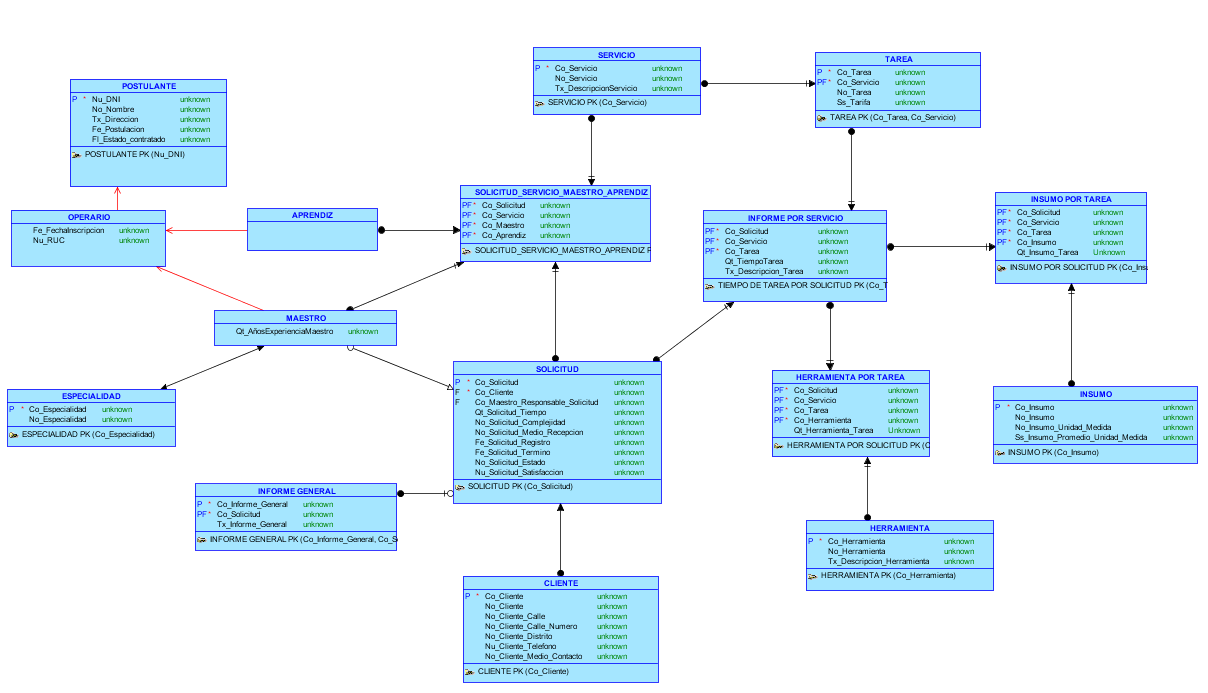 SERVICIO
P * Co_Servicio unknown
No_Servicio unknown
Tx_DescripcionServicio unknown
SERVICIO PK (Co_Servicio)
TAREA
P * Co_Tarea unknown
PF* Co_Servicio unknown
No_Tarea unknown
Ss_Tarifa unknown
TAREA PK (Co_Tarea, Co_Servicio)
POSTULANTE
P * Nu_DNI unknown
No_Nombre unknown
Tx_Direccion unknown
Fe_Postulacion unknown
Fl_Estado_contratado unknown
POSTULANTE PK (Nu_DNI)
OPERARIO
Fe_FechaInscripcion unknown
Nu_RUC unknown
APRENDIZ
SOLICITUD_SERVICIO_MAESTRO_APRENDIZ
PF* Co_Solicitud unknown
PF* Co_Servicio unknown
PF* Co_Maestro unknown
PF* Co_Aprendiz unknown
SOLICITUD_SERVICIO_MAESTRO_APRENDIZ P
INFORME POR SERVICIO
PF* Co_Solicitud unknown
PF* Co_Servicio unknown
PF* Co_Tarea unknown
Qt_TiempoTarea unknown
Tx_Descripcion_Tarea unknown
TIEMPO DE TAREA POR SOLICITUD PK (Co_T
INSUMO POR TAREA
PF* Co_Solicitud unknown
PF* Co_Servicio unknown
PF* Co_Tarea unknown
PF* Co_Insumo unknown
Qt_Insumo_Tarea Unknown
INSUMO POR SOLICITUD PK (Co_Insu
MAESTRO
Qt_AñosExperienciaMaestro unknown
ESPECIALIDAD
P * Co_Especialidad unknown
No_Especialidad unknown
ESPECIALIDAD PK (Co_Especialidad)
SOLICITUD
P * Co_Solicitud unknown
F * Co_Cliente unknown
F Co_Maestro_Responsable_Solicitud unknown
Qt_Solicitud_Tiempo unknown
No_Solicitud_Complejidad unknown
No_Solicitud_Medio_Recepcion unknown
Fe_Solicitud_Registro unknown
Fe_Solicitud_Termino unknown
No_Solicitud_Estado unknown
Nu_Solicitud_Satisfaccion unknown
SOLICITUD PK (Co_Solicitud)
HERRAMIENTA POR TAREA
PF* Co_Solicitud unknown
PF* Co_Servicio unknown
PF* Co_Tarea unknown
PF* Co_Herramienta unknown
Qt_Herramienta_Tarea Unknown
HERRAMIENTA POR SOLICITUD PK (C
INSUMO
P * Co_Insumo unknown
No_Insumo unknown
No_Insumo_Unidad_Medida unknown
Ss_Insumo_Promedio_Unidad_Medida unknown
INSUMO PK (Co_Insumo)
INFORME GENERAL
P * Co_Informe_General unknown
PF* Co_Solicitud unknown
Tx_Informe_General unknown
INFORME GENERAL PK (Co_Informe_General, Co_S
HERRAMIENTA
P * Co_Herramienta unknown
No_Herramienta unknown
Tx_Descripcion_Herramienta unknown
HERRAMIENTA PK (Co_Herramienta)
CLIENTE
P * Co_Cliente unknown
No_Cliente unknown
No_Cliente_Calle unknown
No_Cliente_Calle_Numero unknown
No_Cliente_Distrito unknown
Nu_Cliente_Telefono unknown
No_Cliente_Medio_Contacto unknown
CLIENTE PK (Co_Cliente)